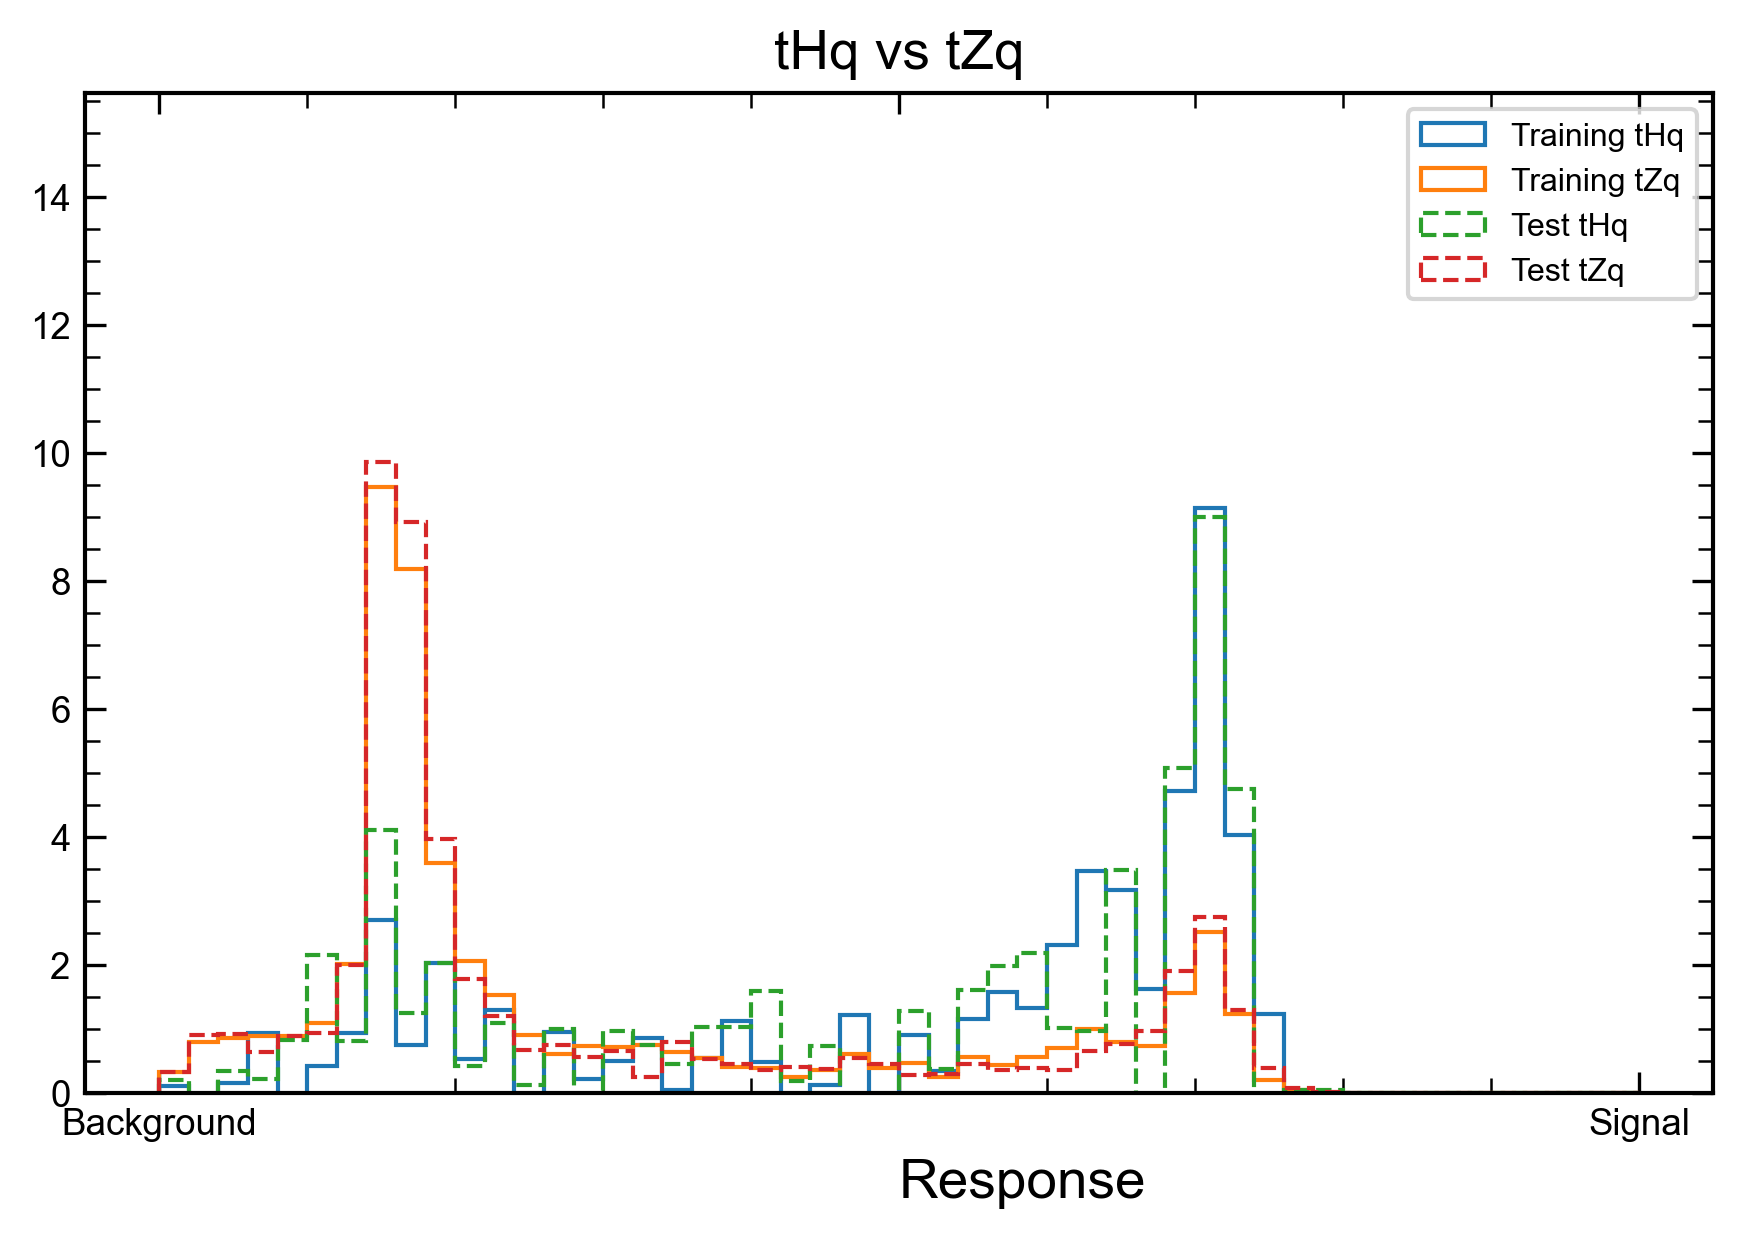 tHq vs tZq
Training tHq
Training tZq
Test tHq
Test tZq
14
12
10
8
6
4
2
0
Background
Signal
Response